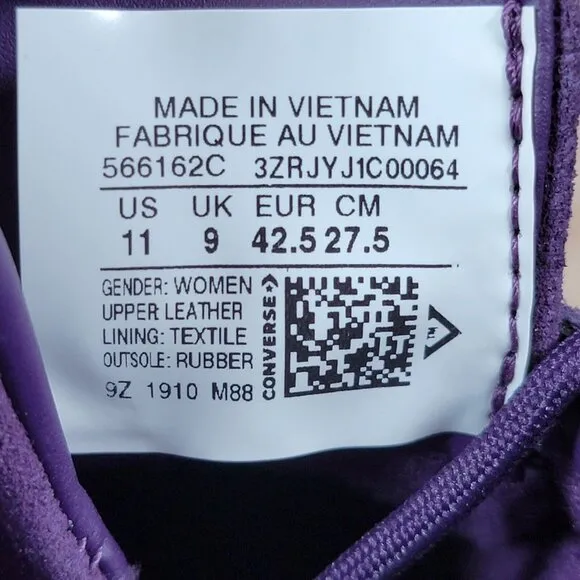 MADE IN VIETNAM
FABRIQUE AU VIETNAM
566162C 3ZRJYJ1C00064
US UK EUR CM
11 9 42.5 27.5
GENDER: WOMEN
UPPER LEATHER
LINING: TEXTILE
OUTSOLE: RUBBER
9Z 1910 M88
CONVERSE
TM